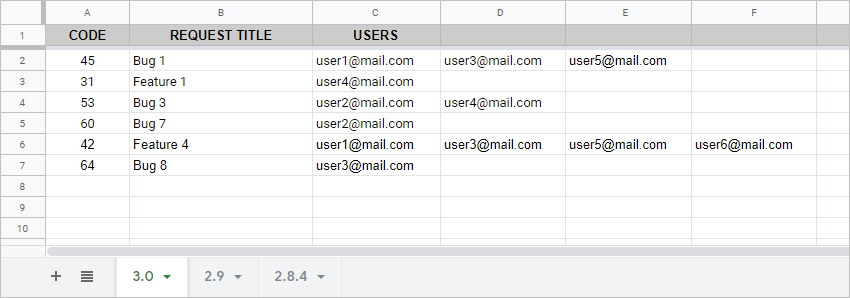 A B C D E F
1 CODE REQUEST TITLE USERS
2 45 Bug 1 user1@mail.com user3@mail.com user5@mail.com
3 31 Feature 1 user4@mail.com
4 53 Bug 3 user2@mail.com user4@mail.com
5 60 Bug 7 user2@mail.com
6 42 Feature 4 user1@mail.com user3@mail.com user5@mail.com user6@mail.com
7 64 Bug 8 user3@mail.com
8
9
10
3.0 2.9 2.8.4